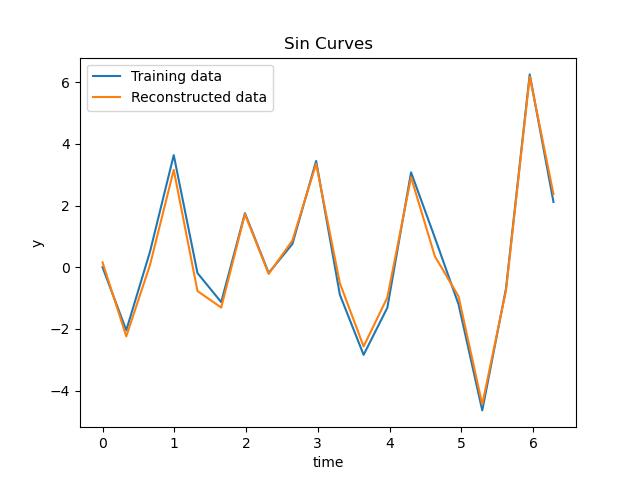 Sin Curves
Training data
Reconstructed data
6
4
2
0
−2
−4
y
0 1 2 3 4 5 6
time